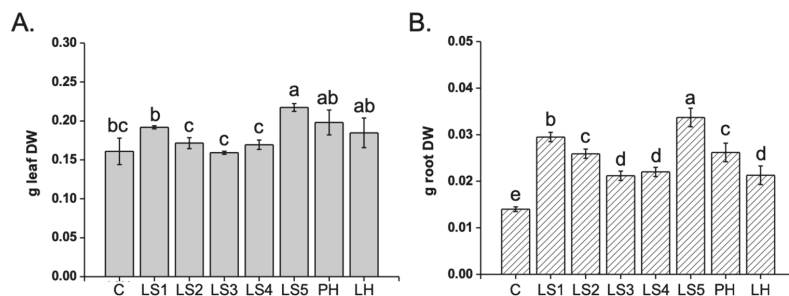 A.
g leaf DW
0.30
0.25
0.20
0.15
0.10
0.05
0.00
bc b c c c a ab ab
C LS1 LS2 LS3 LS4 LS5 PH LH
B.
g root DW
0.05
0.04
0.03
0.02
0.01
0.00
e b c d d a c d
C LS1 LS2 LS3 LS4 LS5 PH LH